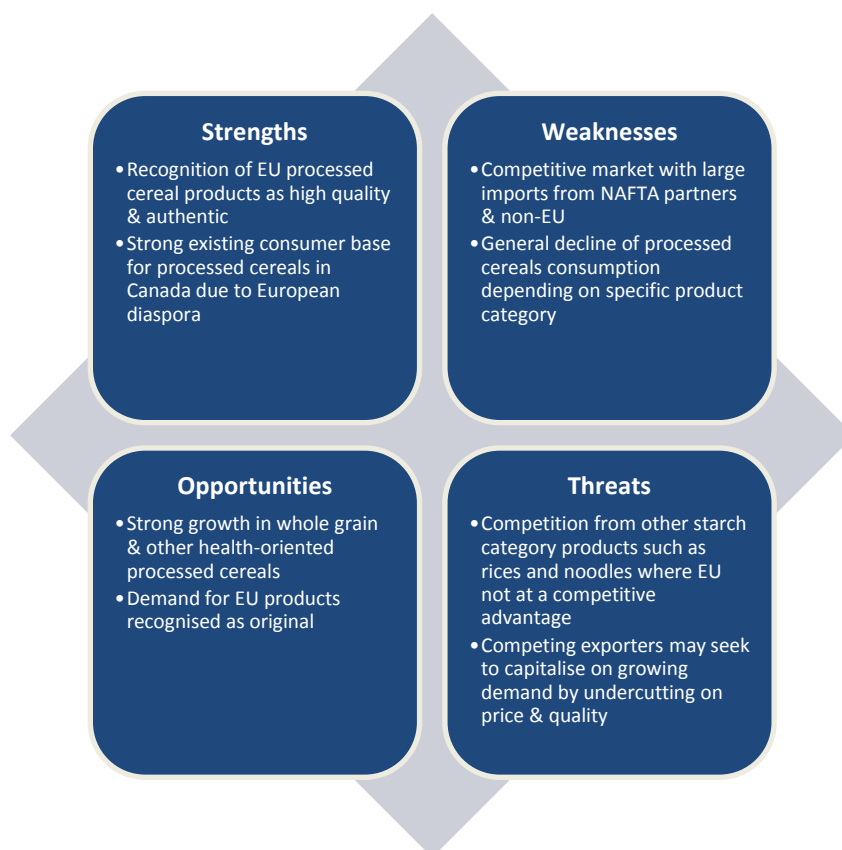 Strengths
•Recognition of EU processed
cereal products as high quality
& authentic
•Strong existing consumer base
for processed cereals in
Canada due to European
diaspora
Weaknesses
•Competitive market with large
imports from NAFTA partners
& non-EU
•General decline of processed
cereals consumption
depending on specific product
category
Opportunities
•Strong growth in whole grain
& other health-oriented
processed cereals
•Demand for EU products
recognised as original
Threats
•Competition from other starch
category products such as
rices and noodles where EU
not at a competitive
advantage
•Competing exporters may seek
to capitalise on growing
demand by undercutting on
price & quality